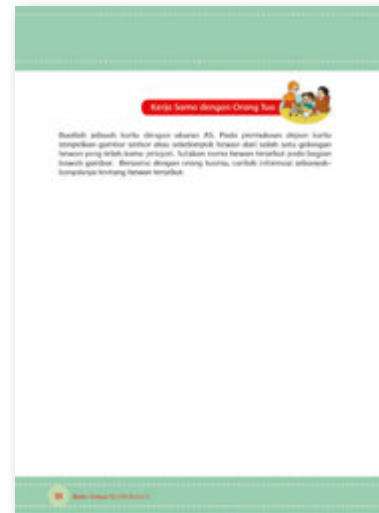 Kerja Sama dengan Orang Tua
Buatlah sebuah kartu dengan ukuran A5. Pada permukaan depan kartu
tempelkan gambar seekor atau sekelompok hewan dari salah satu golongan
hewan yang telah kamu pelajari. Tuliskan nama hewan tersebut pada bagian
bawah gambar. Bersama dengan orang tuamu, carilah informasi sebanyak-
banyaknya tentang hewan tersebut.
Buku Siswa